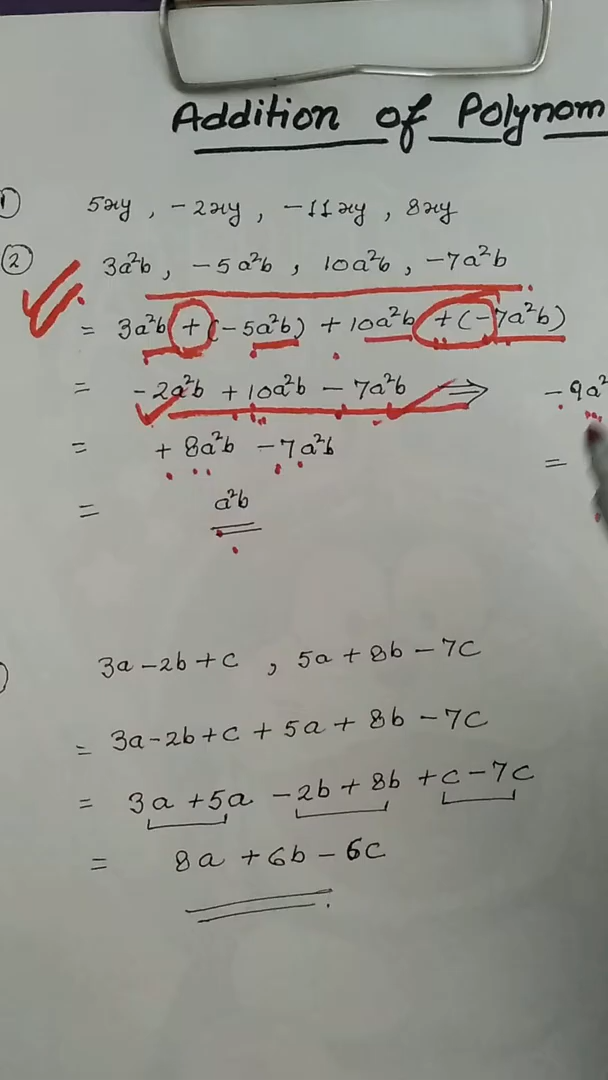 Addition of Polynom
① 5xy , -2xy , -11xy , 8xy
② 3a²b , -5a²b , 10a²b , -7a²b
= 3a²b + (-5a²b) + 10a²b + (-7a²b)
= -2a²b + 10a²b - 7a²b ⇒ -9a²
= + 8a²b - 7a²b =
= a²b
3a - 2b + c , 5a + 8b - 7c
= 3a - 2b + c + 5a + 8b - 7c
= 3a + 5a - 2b + 8b + c - 7c
= 8a + 6b - 6c